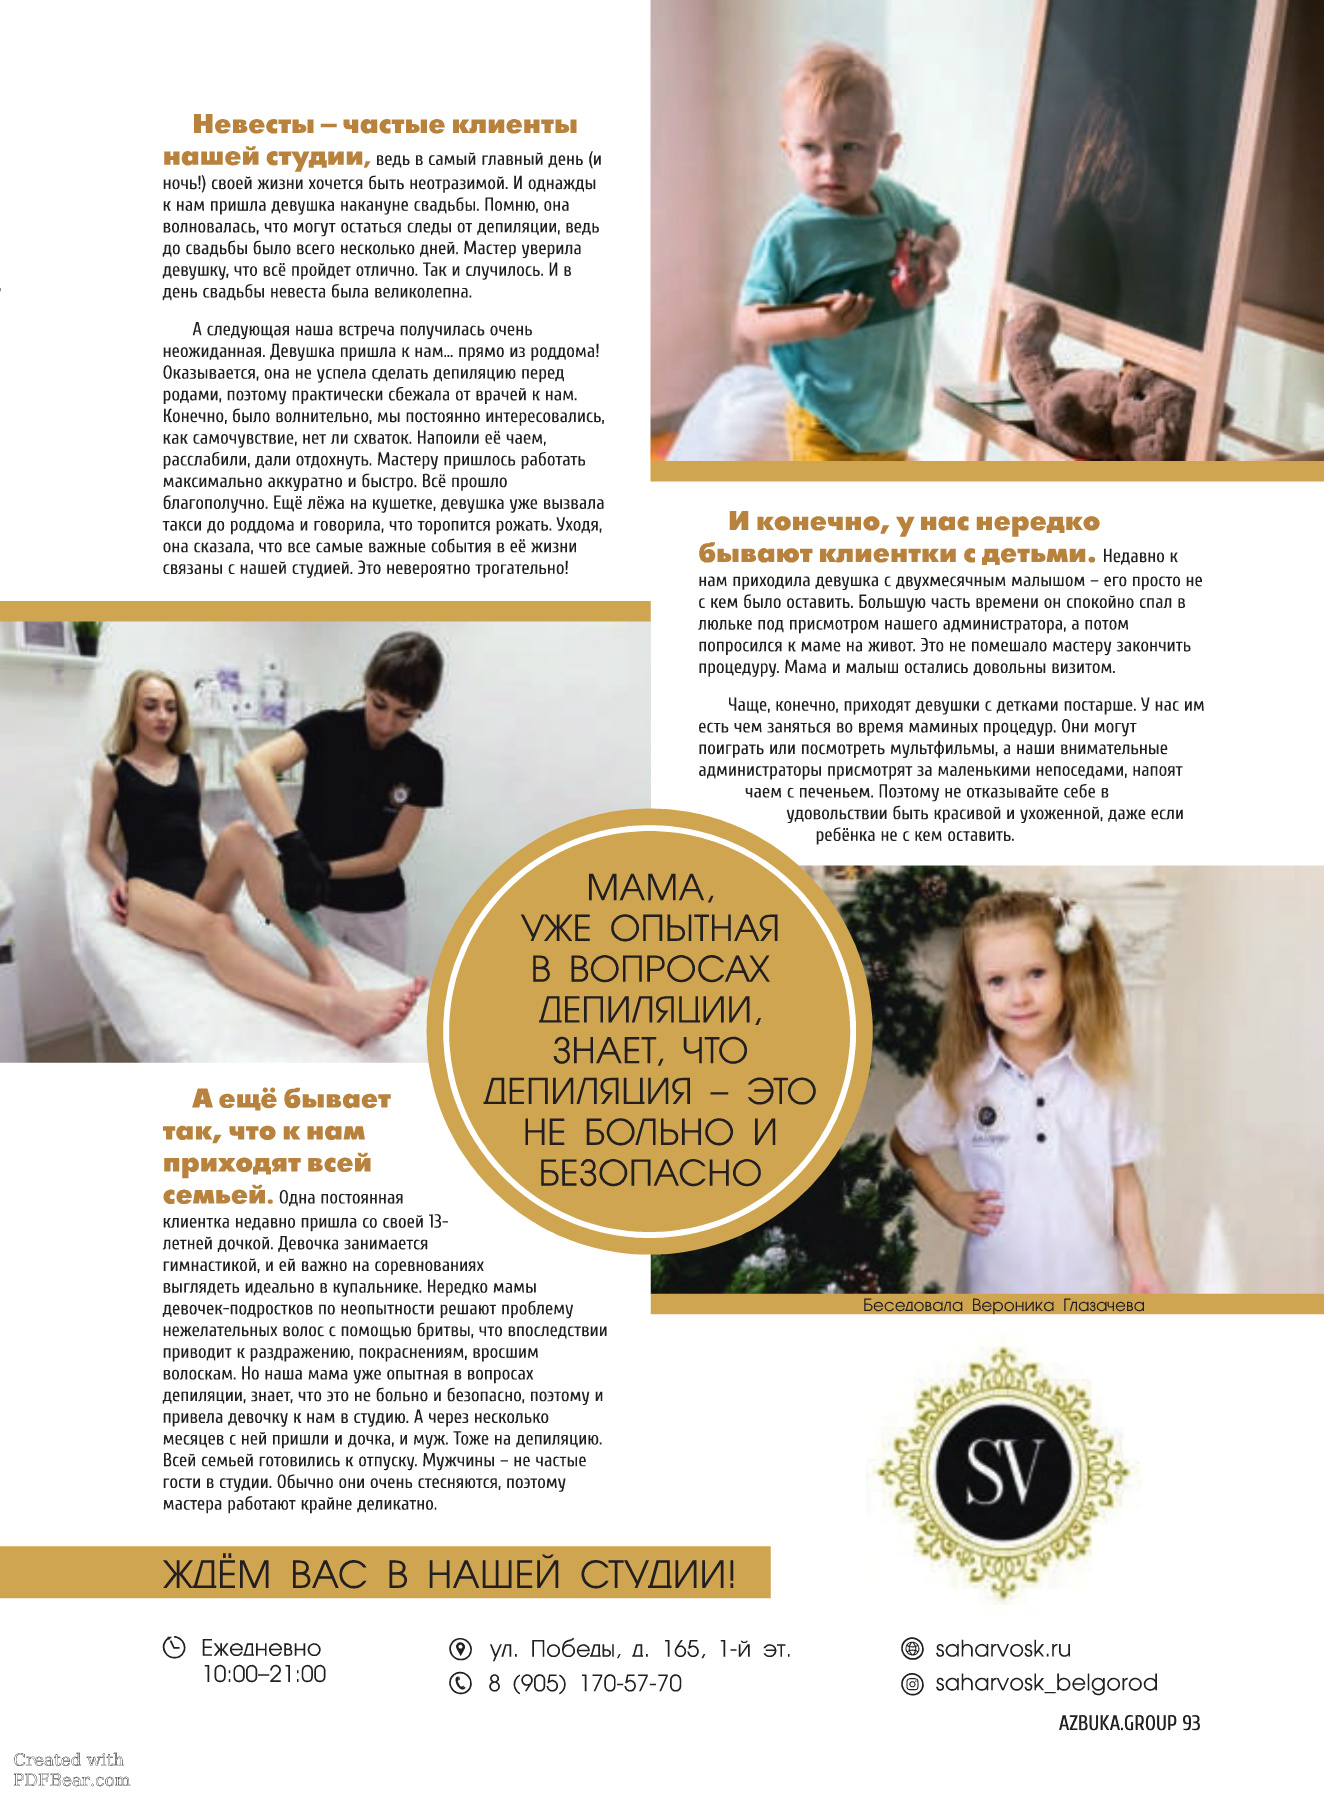 Невесты – частые клиенты
нашей студии, ведь в самый главный день (и
ночь!) своей жизни хочется быть неотразимой. И однажды
к нам пришла девушка накануне свадьбы. Помню, она
волновалась, что могут остаться следы от депиляции, ведь
до свадьбы было всего несколько дней. Мастер уверила
девушку, что всё пройдет отлично. Так и случилось. И в
день свадьбы невеста была великолепна.
А следующая наша встреча получилась очень
неожиданная. Девушка пришла к нам... прямо из роддома!
Оказывается, она не успела сделать депиляцию перед
родами, поэтому практически сбежала от врачей к нам.
Конечно, было волнительно, мы постоянно интересовались,
как самочувствие, нет ли схваток. Напоили её чаем,
расслабили, дали отдохнуть. Мастеру пришлось работать
максимально аккуратно и быстро. Всё прошло
благополучно. Ещё лёжа на кушетке, девушка уже вызвала
такси до роддома и говорила, что торопится рожать. Уходя,
она сказала, что все самые важные события в её жизни
связаны с нашей студией. Это невероятно трогательно!
И конечно, у нас нередко
бывают клиентки с детьми. Недавно к
нам приходила девушка с двухмесячным малышом – его просто не
с кем было оставить. Большую часть времени он спокойно спал в
люльке под присмотром нашего администратора, а потом
попросился к маме на живот. Это не помешало мастеру закончить
процедуру. Мама и малыш остались довольны визитом.
Чаще, конечно, приходят девушки с детками постарше. У нас им
есть чем заняться во время маминых процедур. Они могут
поиграть или посмотреть мультфильмы, а наши внимательные
администраторы присмотрят за маленькими непоседами, напоят
чаем с печеньем. Поэтому не отказывайте себе в
удовольствии быть красивой и ухоженной, даже если
ребёнка не с кем оставить.
МАМА,
УЖЕ ОПЫТНАЯ
В ВОПРОСАХ
ДЕПИЛЯЦИИ,
ЗНАЕТ, ЧТО
ДЕПИЛЯЦИЯ – ЭТО
НЕ БОЛЬНО И
БЕЗОПАСНО
А ещё бывает
так, что к нам
приходят всей
семьей. Одна постоянная
клиентка недавно пришла со своей 13-
летней дочкой. Девочка занимается
гимнастикой, и ей важно на соревнованиях
выглядеть идеально в купальнике. Нередко мамы
девочек-подростков по неопытности решают проблему
нежелательных волос с помощью бритвы, что впоследствии
приводит к раздражению, покраснениям, вросшим
волоскам. Но наша мама уже опытная в вопросах
депиляции, знает, что это не больно и безопасно, поэтому и
привела девочку к нам в студию. А через несколько
месяцев с ней пришли и дочка, и муж. Тоже на депиляцию.
Всей семьей готовились к отпуску. Мужчины – не частые
гости в студии. Обычно они очень стесняются, поэтому
мастера работают крайне деликатно.
Беседовала Вероника Глазачева
SV
ЖДЁМ ВАС В НАШЕЙ СТУДИИ!
Ежедневно
10:00–21:00
ул. Победы, д. 165, 1-й эт.
8 (905) 170-57-70
saharvosk.ru
saharvosk_belgorod
AZBUKA.GROUP 93
Created with
PDFBear.com